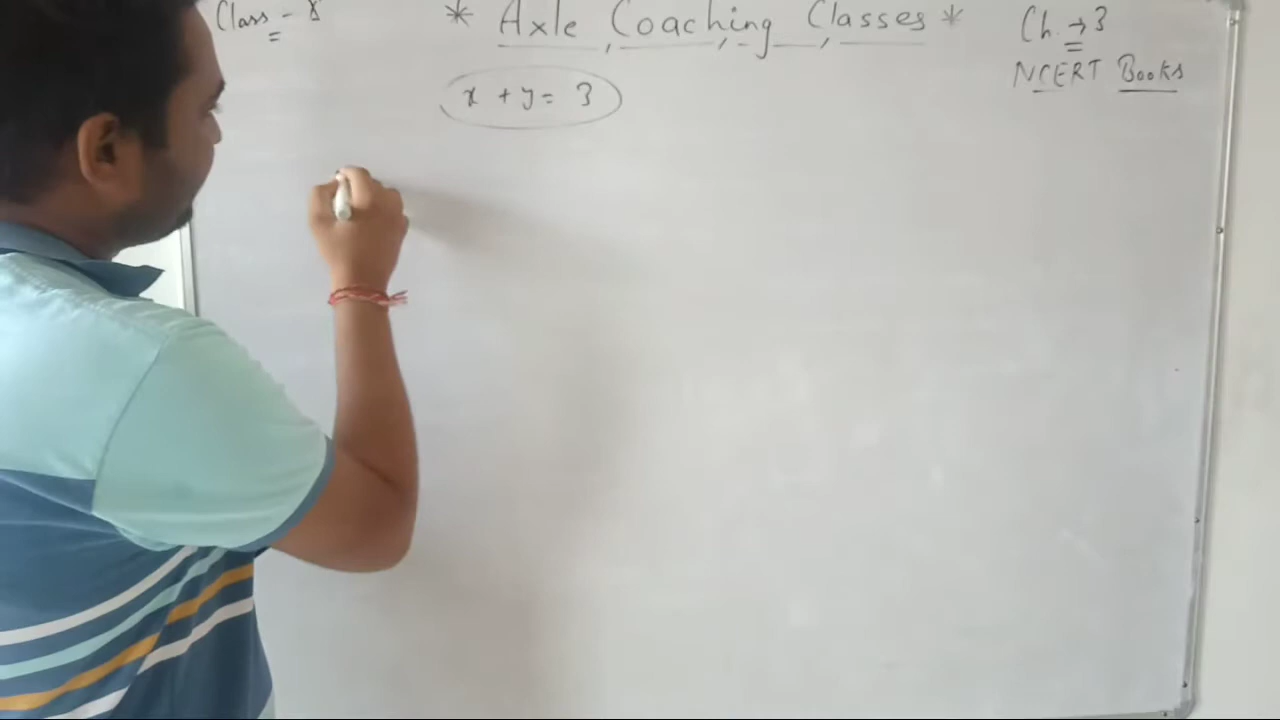 Class - 8
* Axle Coaching Classes *
Ch. → 3
NCERT Books
x + y = 3